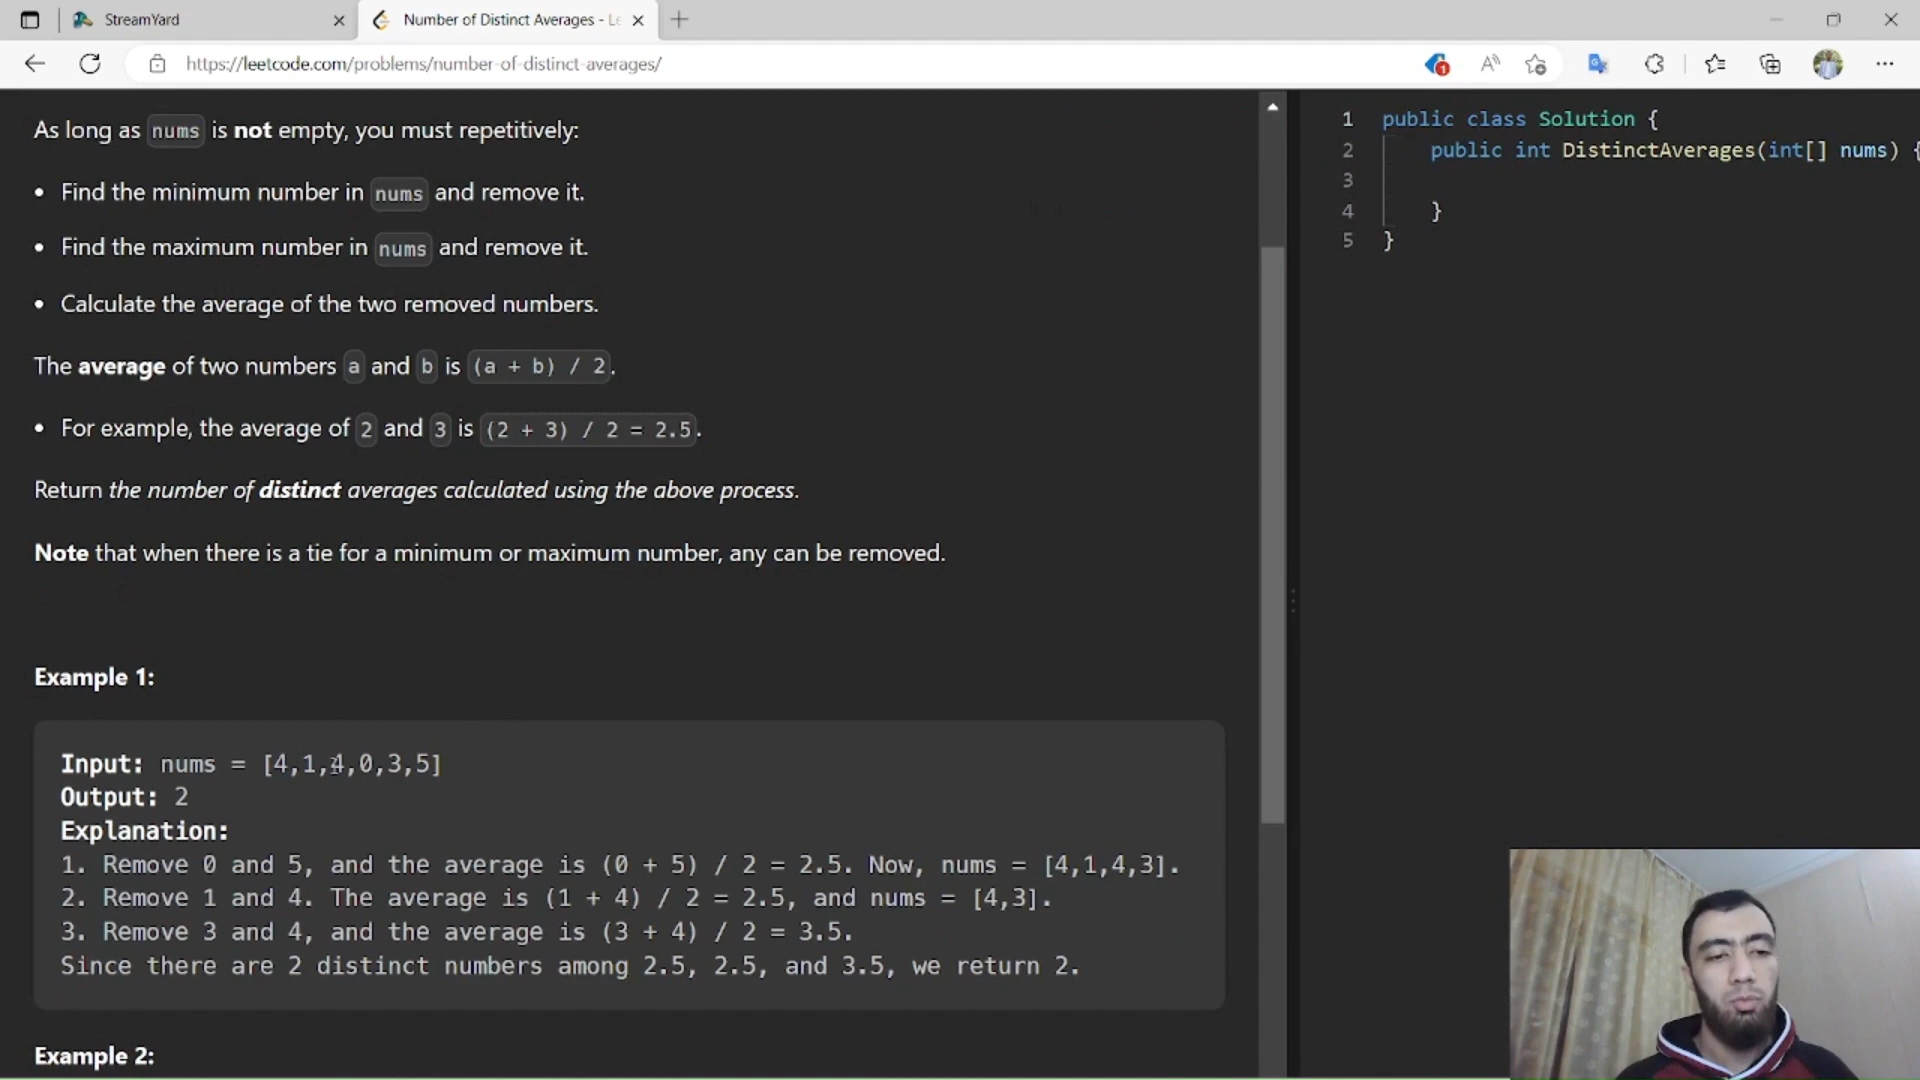 StreamYard
Number of Distinct Averages - Le
https://leetcode.com/problems/number-of-distinct-averages/
1
As long as nums is not empty, you must repetitively:
• Find the minimum number in nums and remove it.
• Find the maximum number in nums and remove it.
• Calculate the average of the two removed numbers.
The average of two numbers a and b is (a + b) / 2.
• For example, the average of 2 and 3 is (2 + 3) / 2 = 2.5.
Return the number of distinct averages calculated using the above process.
Note that when there is a tie for a minimum or maximum number, any can be removed.
Example 1:
Input: nums = [4,1,4,0,3,5]
Output: 2
Explanation:
1. Remove 0 and 5, and the average is (0 + 5) / 2 = 2.5. Now, nums = [4,1,4,3].
2. Remove 1 and 4. The average is (1 + 4) / 2 = 2.5, and nums = [4,3].
3. Remove 3 and 4, and the average is (3 + 4) / 2 = 3.5.
Since there are 2 distinct numbers among 2.5, 2.5, and 3.5, we return 2.
Example 2:
1 public class Solution {
2 public int DistinctAverages(int[] nums) {
3
4 }
5 }